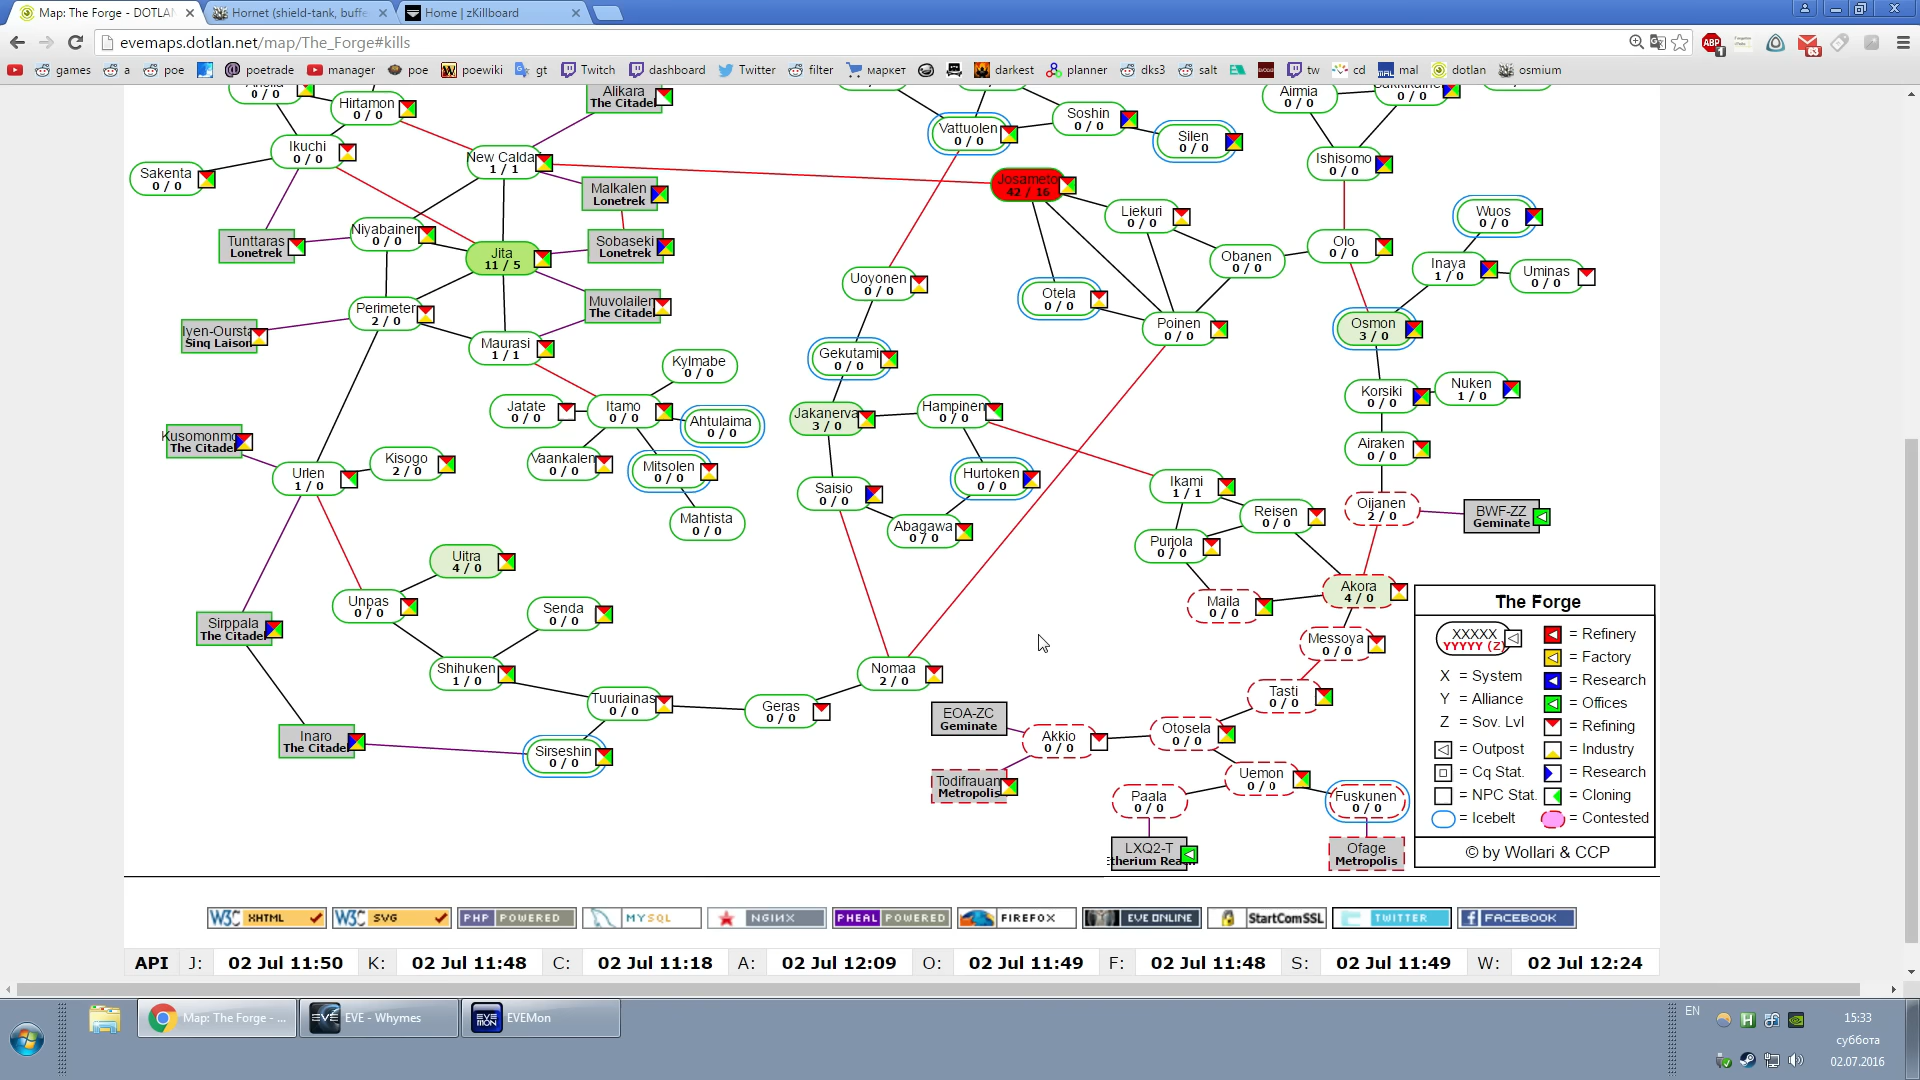 Map: The Forge - DOTLAN
Hornet (shield-tank, buffe
Home | zKillboard
evemaps.dotlan.net/map/The_Forge#kills
games
a
poe
poetrade
manager
poe
poewiki
gt
Twitch
dashboard
Twitter
filter
маркет
darkest
planner
dks3
salt
tw
cd
mal
dotlan
osmium
0 / 0
Hirtamon
0 / 0
Alikara
The Citadel
Airmia
0 / 0
0 / 0
Ikuchi
0 / 0
New Caldari
1 / 1
Vattuolen
0 / 0
Soshin
0 / 0
Silen
0 / 0
Ishisomo
0 / 0
Sakenta
0 / 0
Malkalen
Lonetrek
Josameto
42 / 16
Liekuri
0 / 0
Wuos
0 / 0
Tunttaras
Lonetrek
Niyabainen
0 / 0
Jita
11 / 5
Sobaseki
Lonetrek
Obanen
0 / 0
Olo
0 / 0
Inaya
1 / 0
Uminas
0 / 0
Uoyonen
0 / 0
Otela
0 / 0
Perimeter
2 / 0
Muvolailen
The Citadel
Poinen
0 / 0
Osmon
3 / 0
Iyen-Oursta
Sinq Laison
Maurasi
1 / 1
Gekutami
0 / 0
Kylmabe
0 / 0
Korsiki
0 / 0
Nuken
1 / 0
Jatate
0 / 0
Itamo
0 / 0
Ahtulaima
0 / 0
Jakanerva
3 / 0
Hampinen
0 / 0
Airaken
0 / 0
Kusomonmon
The Citadel
Urlen
1 / 0
Kisogo
2 / 0
Vaankalen
0 / 0
Mitsolen
0 / 0
Saisio
0 / 0
Hurtoken
0 / 0
Ikami
1 / 1
Oijanen
2 / 0
BWF-ZZ
Geminate
Mahtista
0 / 0
Abagawa
0 / 0
Reisen
0 / 0
Purjola
0 / 0
Uitra
4 / 0
Unpas
0 / 0
Senda
0 / 0
Maila
0 / 0
Akora
4 / 0
Sirppala
The Citadel
Messoya
0 / 0
Shihuken
1 / 0
Nomaa
2 / 0
Tuuriainas
0 / 0
Geras
0 / 0
Tasti
0 / 0
EOA-ZC
Geminate
Akkio
0 / 0
Otosela
0 / 0
Inaro
The Citadel
Sirseshin
0 / 0
Todifrauan
Metropolis
Uemon
0 / 0
Paala
0 / 0
Fuskunen
0 / 0
LXQ2-T
Etherium Reach
Ofage
Metropolis
The Forge
XXXXX
YYYYY (Z)
X = System
Y = Alliance
Z = Sov. Lvl
= Outpost
= Cq Stat.
= NPC Stat.
= Icebelt
= Refinery
= Factory
= Research
= Offices
= Refining
= Industry
= Research
= Cloning
= Contested
© by Wollari & CCP
W3C XHTML
W3C SVG
PHP POWERED
MYSQL
NGINX
PHEAL POWERED
FIREFOX
EVE ONLINE
StartComSSL
TWITTER
FACEBOOK
API J: 02 Jul 11:50 K: 02 Jul 11:48 C: 02 Jul 11:18 A: 02 Jul 12:09 O: 02 Jul 11:49 F: 02 Jul 11:48 S: 02 Jul 11:49 W: 02 Jul 12:24
Map: The Forge - ...
EVE - Whymes
EVEMon
EN
15:33
суббота
02.07.2016